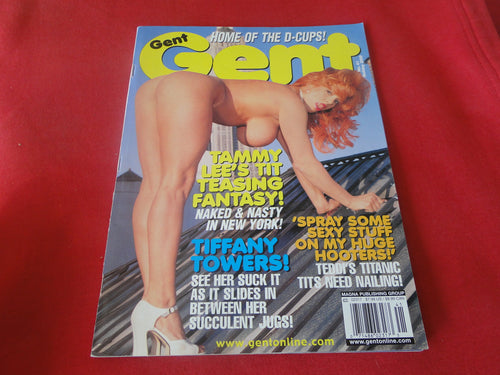 HOME OF THE D-CUPS!
Gent
Gent
TAMMY
LEE'S TIT
TEASING
FANTASY!
NAKED & NASTY
IN NEW YORK!
TIFFANY
TOWERS!
SEE HER SUCK IT
AS IT SLIDES IN
BETWEEN HER
SUCCULENT JUGS!
'SPRAY SOME
SEXY STUFF
ON MY HUGE
HOOTERS!'
TEDDI'S TITANIC
TITS NEED NAILING!
MAGNA PUBLISHING GROUP
www.gentonline.com
www.gentonline.com